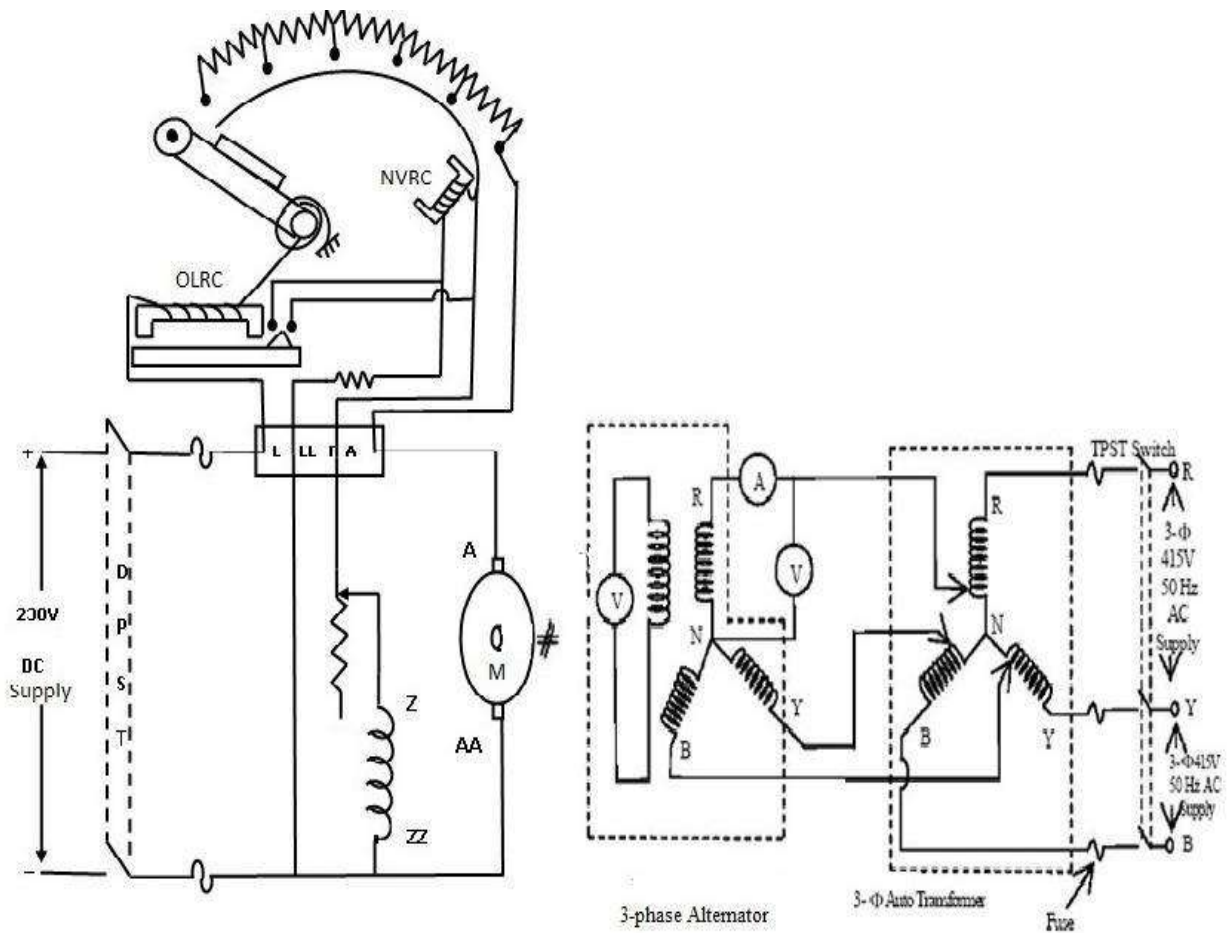 NVRC
OLRC
L LL F A
+
230V
DC
Supply
−
D
P
S
T
A
M
AA
Z
ZZ
TPST Switch
R
A
R
R
3-Φ
415V
50 Hz
AC
Supply
V
V
N
N
Y
B
B
Y
Y
3-Φ415V
50 Hz AC
Supply
B
3-phase Alternator
3- Φ Auto Transformer
Fuse